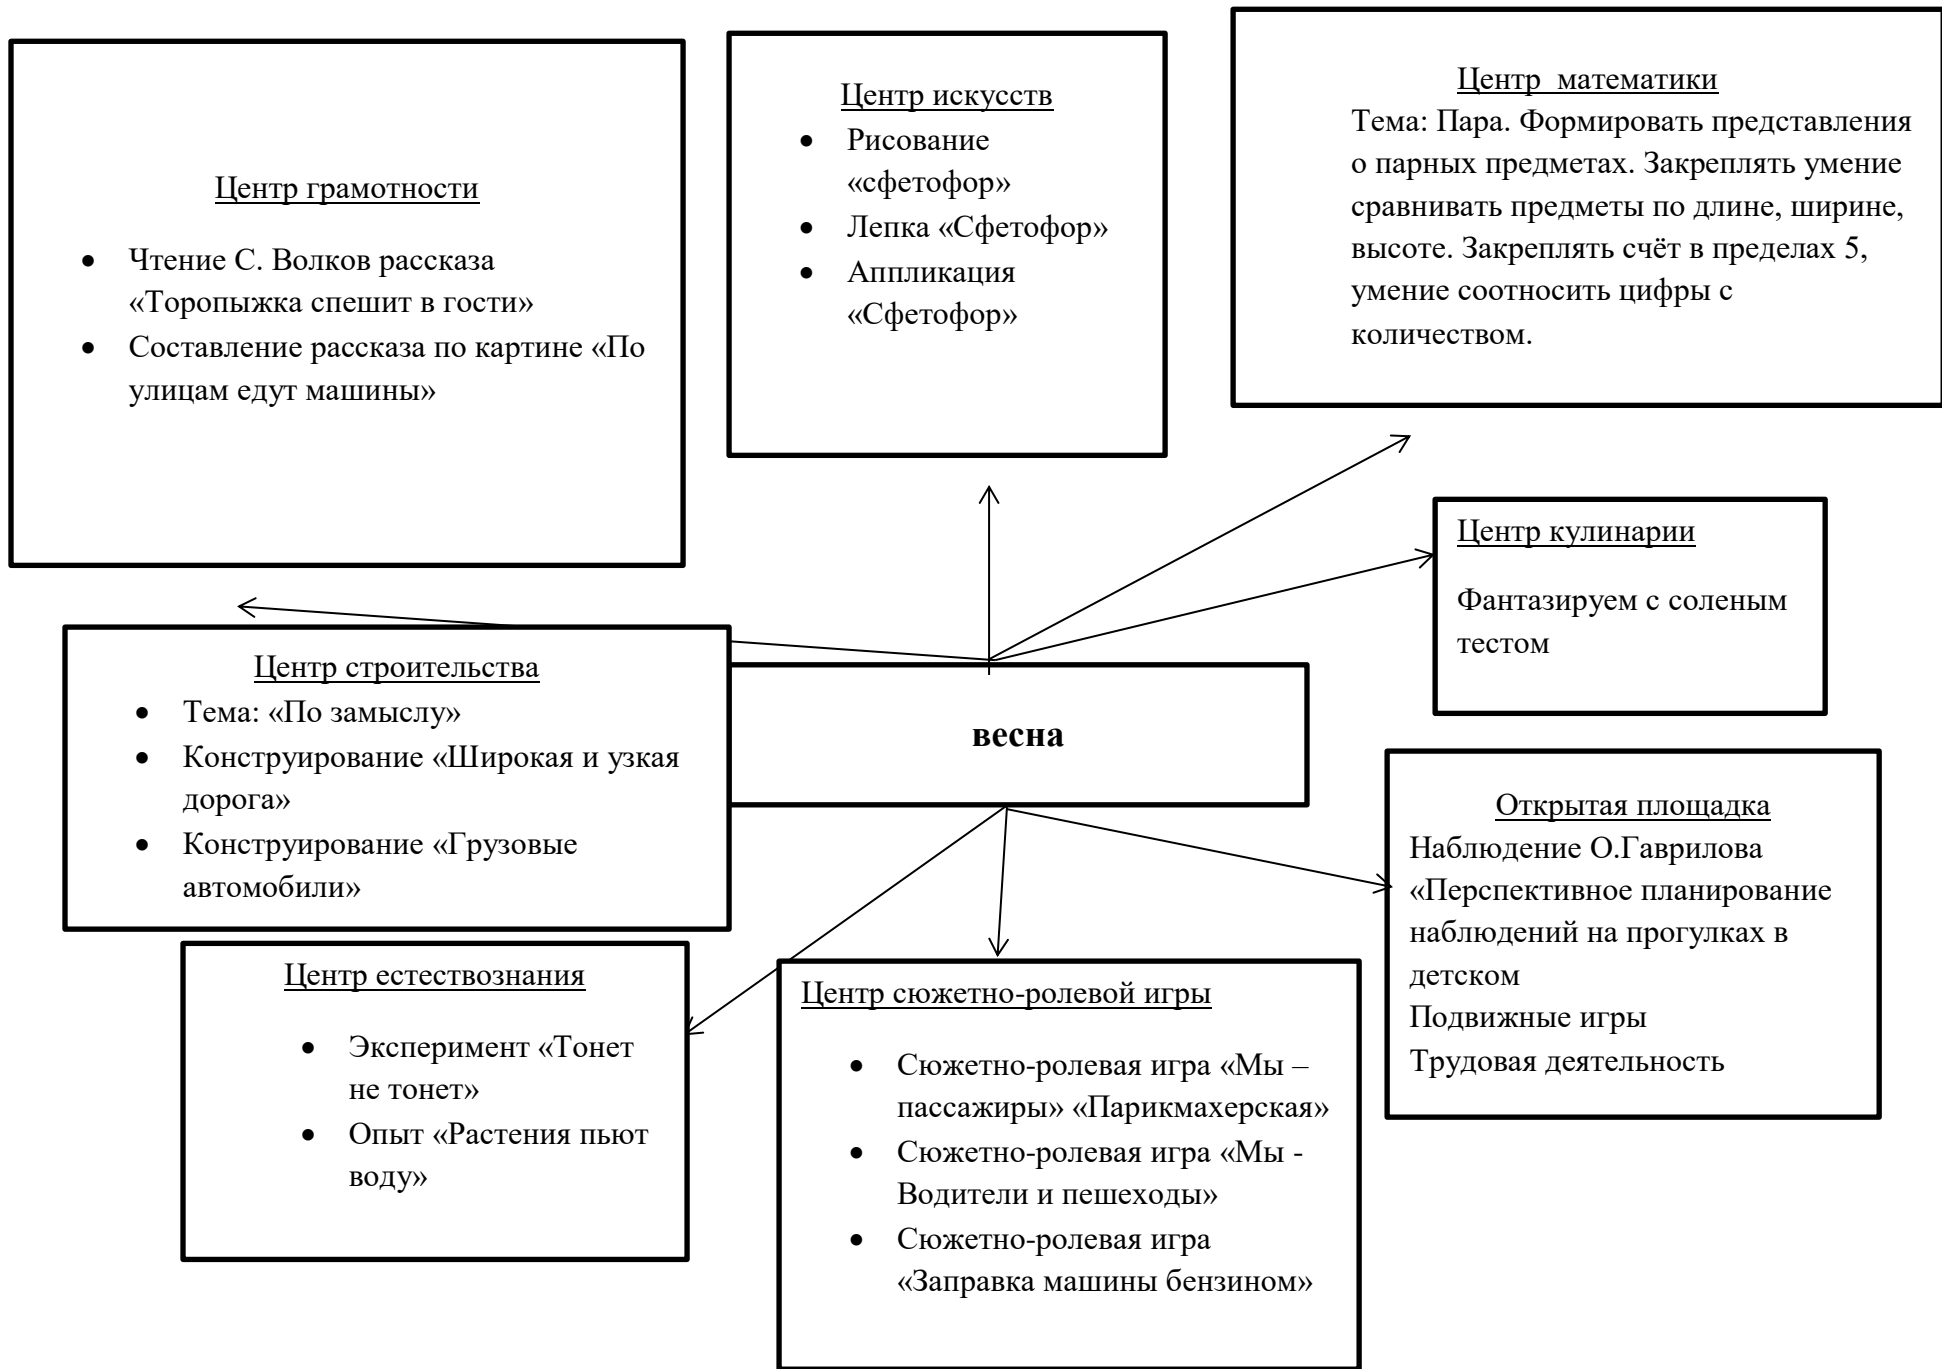 Центр грамотности
• Чтение С. Волков рассказа
«Торопыжка спешит в гости»
• Составление рассказа по картине «По
улицам едут машины»
Центр искусств
• Рисование
«сфетофор»
• Лепка «Сфетофор»
• Аппликация
«Сфетофор»
Центр  математики
Тема: Пара. Формировать представления
о парных предметах. Закреплять умение
сравнивать предметы по длине, ширине,
высоте. Закреплять счёт в пределах 5,
умение соотносить цифры с
количеством.
Центр кулинарии
Фантазируем с соленым
тестом
Центр строительства
• Тема: «По замыслу»
• Конструирование «Широкая и узкая
дорога»
• Конструирование «Грузовые
автомобили»
весна
Открытая площадка
Наблюдение О.Гаврилова
«Перспективное планирование
наблюдений на прогулках в
детском
Подвижные игры
Трудовая деятельность
Центр естествознания
• Эксперимент «Тонет
не тонет»
• Опыт «Растения пьют
воду»
Центр сюжетно-ролевой игры
• Сюжетно-ролевая игра «Мы –
пассажиры» «Парикмахерская»
• Сюжетно-ролевая игра «Мы -
Водители и пешеходы»
• Сюжетно-ролевая игра
«Заправка машины бензином»